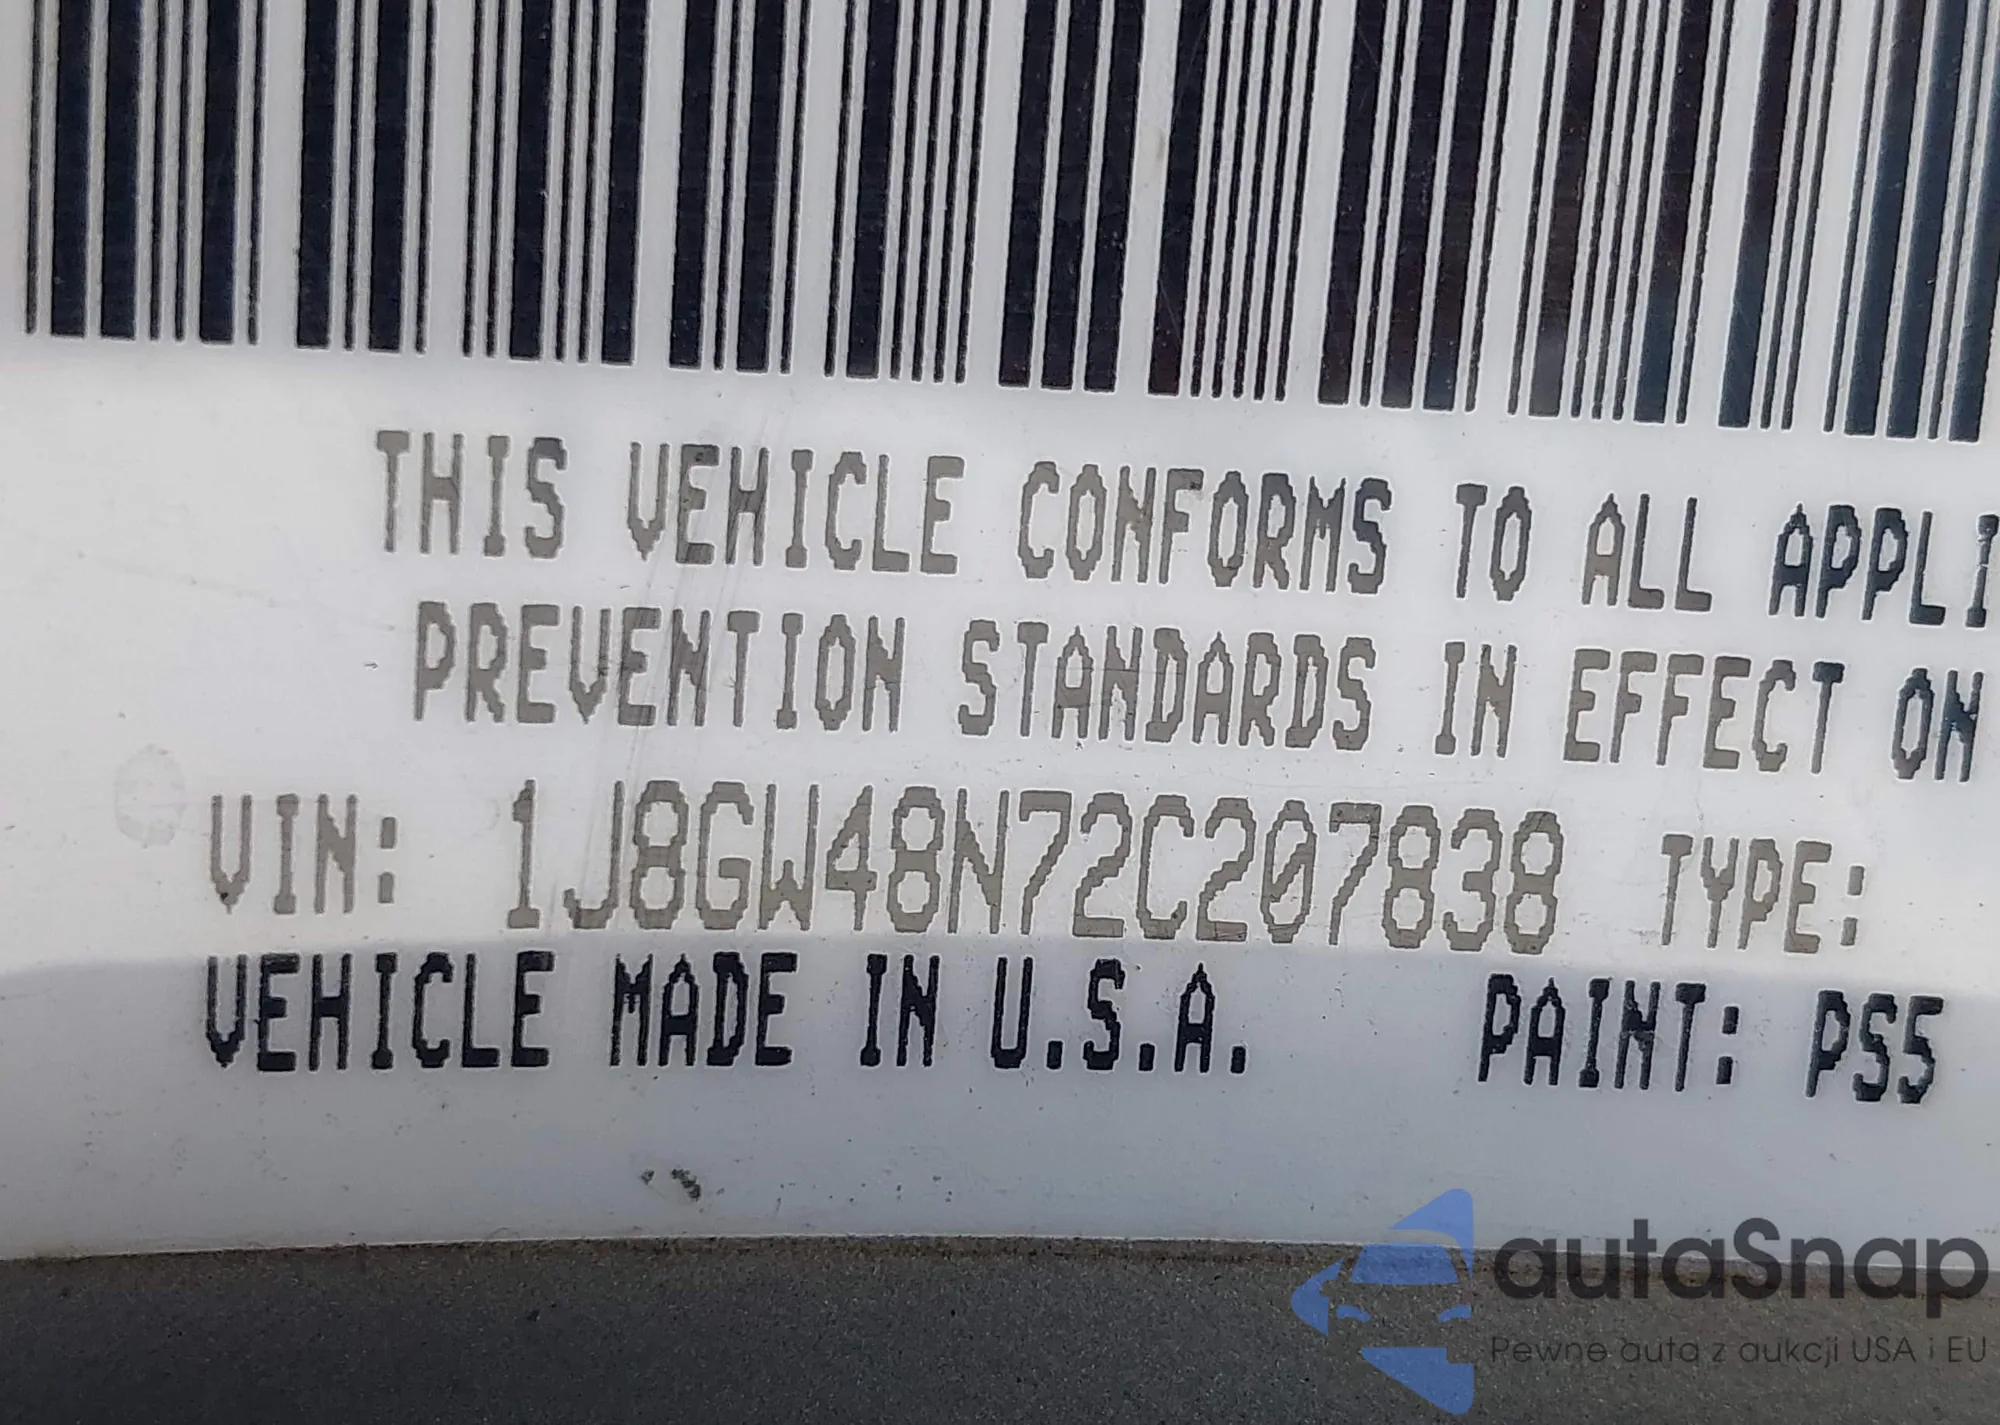 THIS VEHICLE CONFORMS TO ALL APPLI
PREVENTION STANDARDS IN EFFECT ON
VIN: 1J8GW48N72C207838 TYPE:
VEHICLE MADE IN U.S.A. PAINT: PS5
autaSnap
Pewne auta z aukcji USA i EU